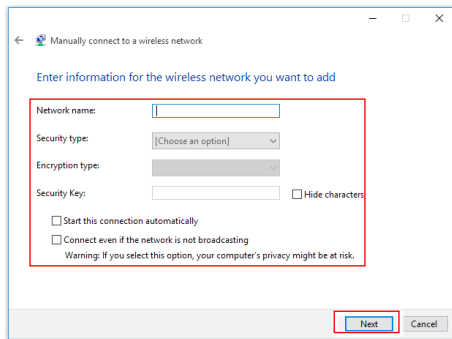 Manually connect to a wireless network
Enter information for the wireless network you want to add
Network name:
Security type: [Choose an option]
Encryption type:
Security Key: Hide characters
Start this connection automatically
Connect even if the network is not broadcasting
Warning: If you select this option, your computer's privacy might be at risk.
Next Cancel